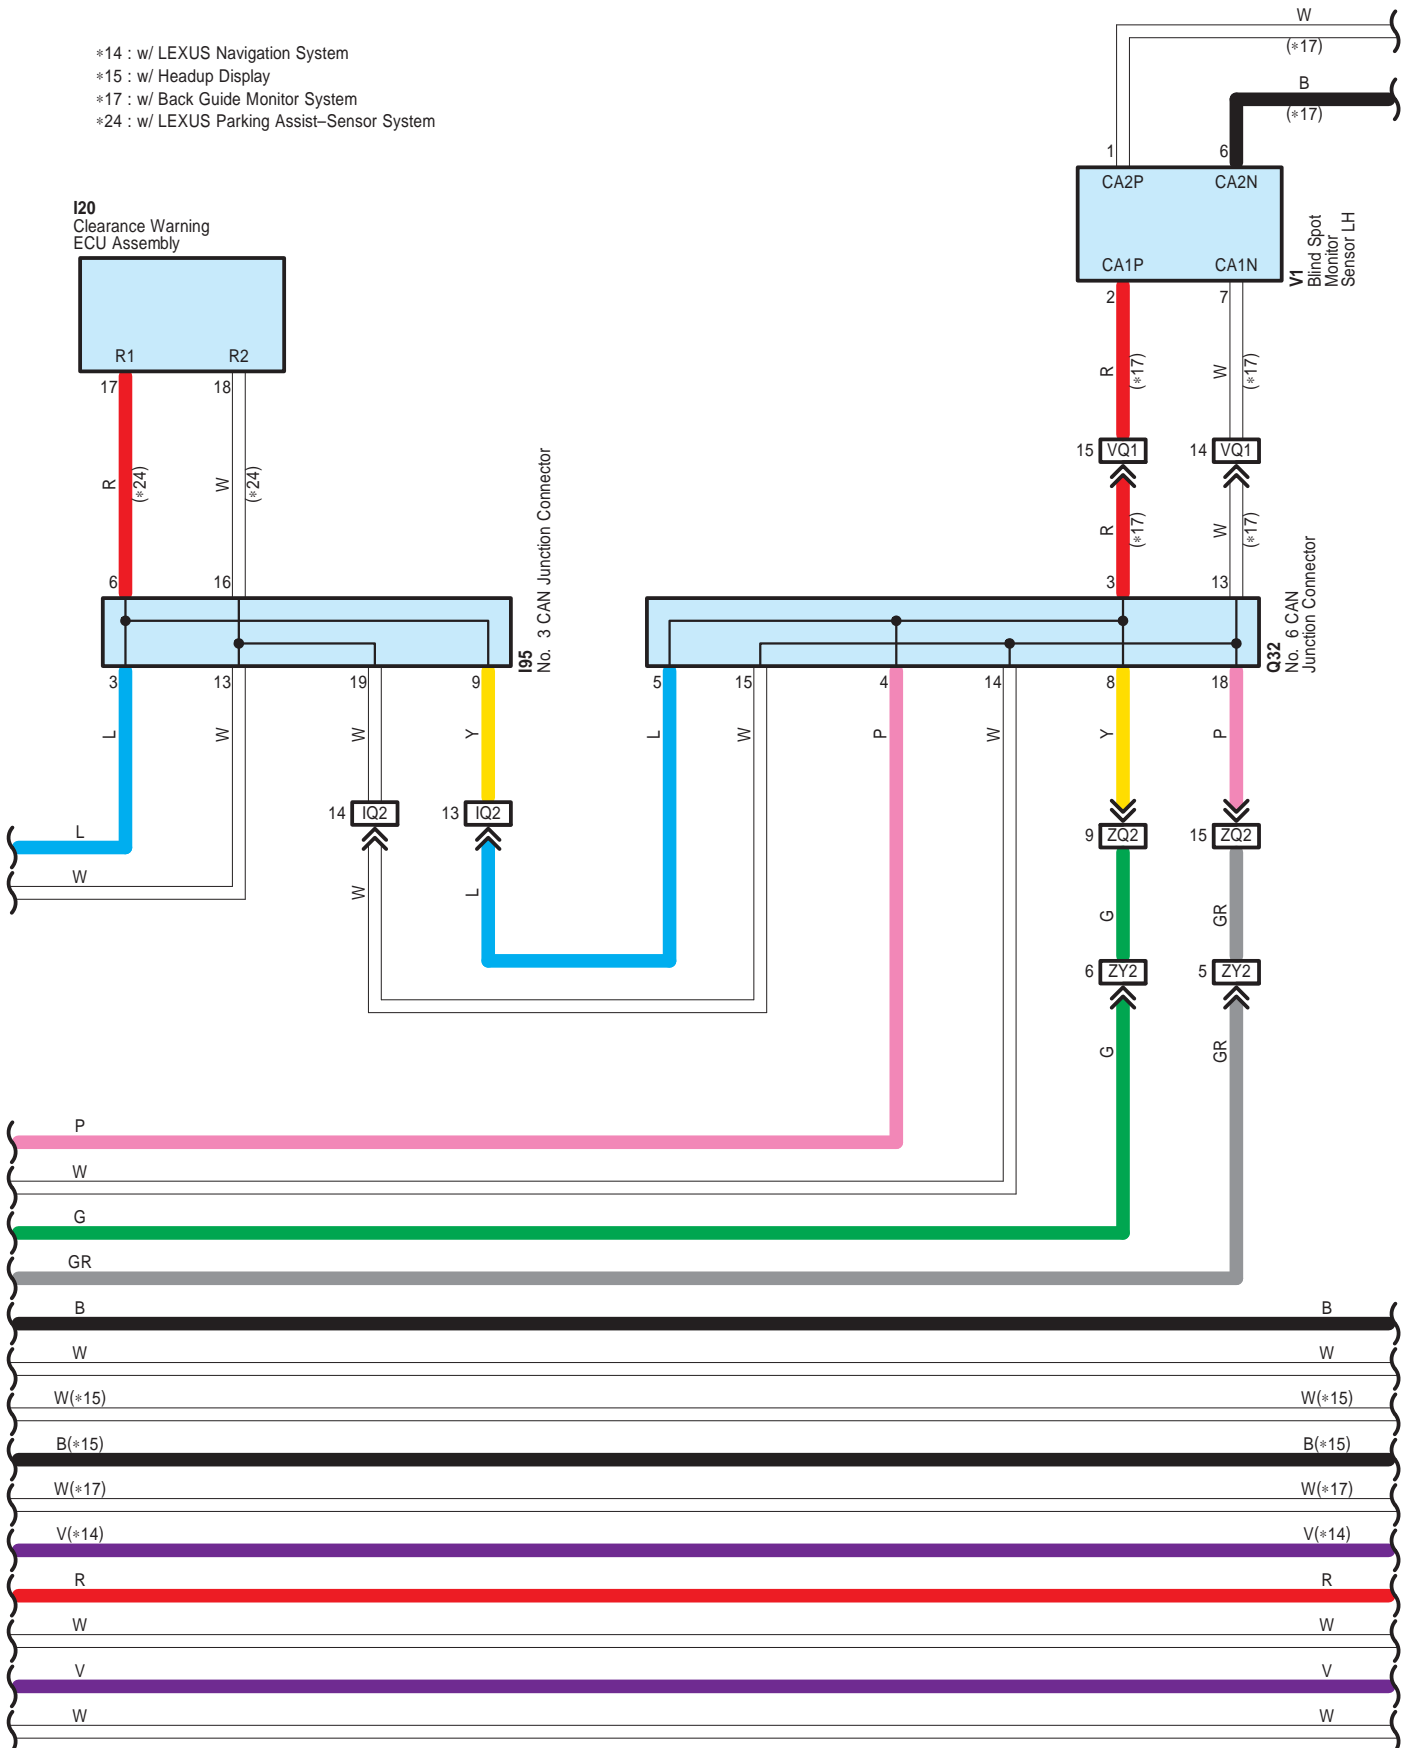 W
(*17)
B
(*17)
*14 : w/ LEXUS Navigation System
*15 : w/ Headup Display
*17 : w/ Back Guide Monitor System
*24 : w/ LEXUS Parking Assist–Sensor System
1
6
CA2P
CA2N
CA1P
CA1N
V1
Blind Spot
Monitor
Sensor LH
2
7
I20
Clearance Warning
ECU Assembly
R1
R2
17
18
R
(*17)
W
(*17)
15
VQ1
14
VQ1
R
(*24)
W
(*24)
R
(*17)
W
(*17)
6
16
3
13
I95
No. 3 CAN Junction Connector
Q32
No. 6 CAN
Junction Connector
3
13
19
9
5
15
4
14
8
18
L
W
W
Y
L
W
P
W
Y
P
14
IQ2
13
IQ2
9
ZQ2
15
ZQ2
L
W
W
L
G
GR
6
ZY2
5
ZY2
G
GR
P
W
G
GR
B
B
W
W
W(*15)
W(*15)
B(*15)
B(*15)
W(*17)
W(*17)
V(*14)
V(*14)
R
R
W
W
V
V
W
W